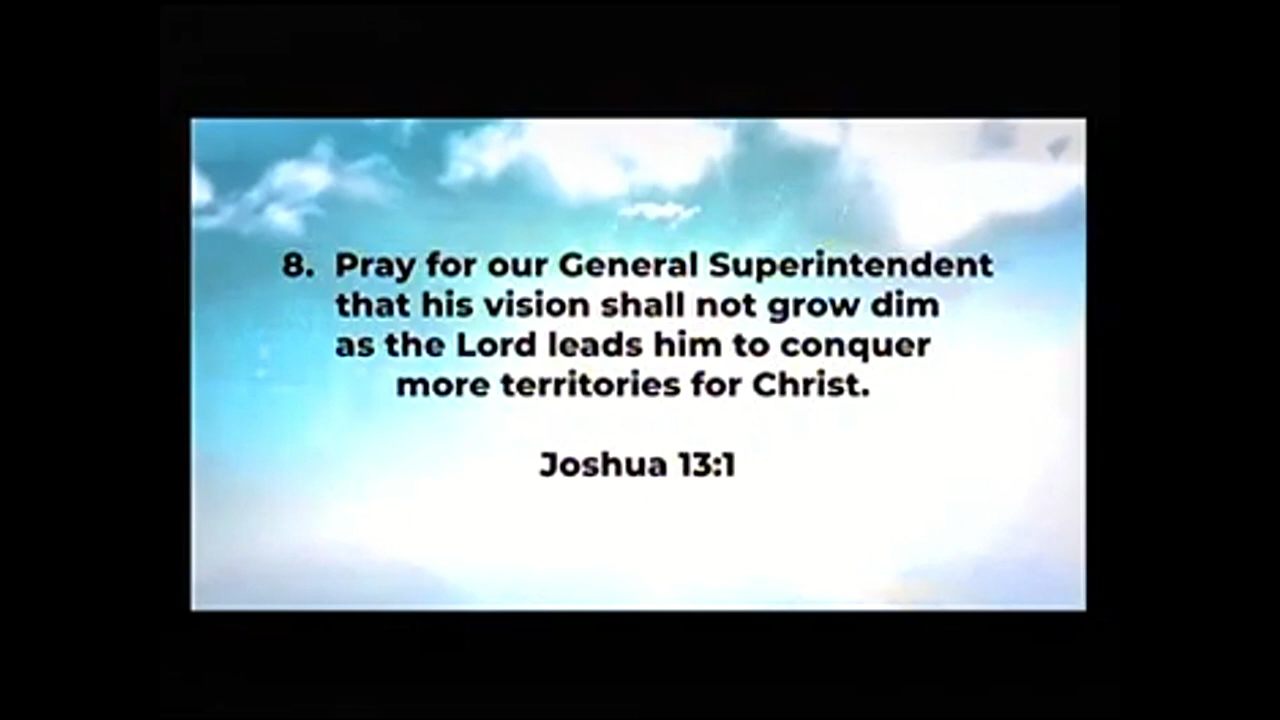 8. Pray for our General Superintendent
that his vision shall not grow dim
as the Lord leads him to conquer
more territories for Christ.
Joshua 13:1